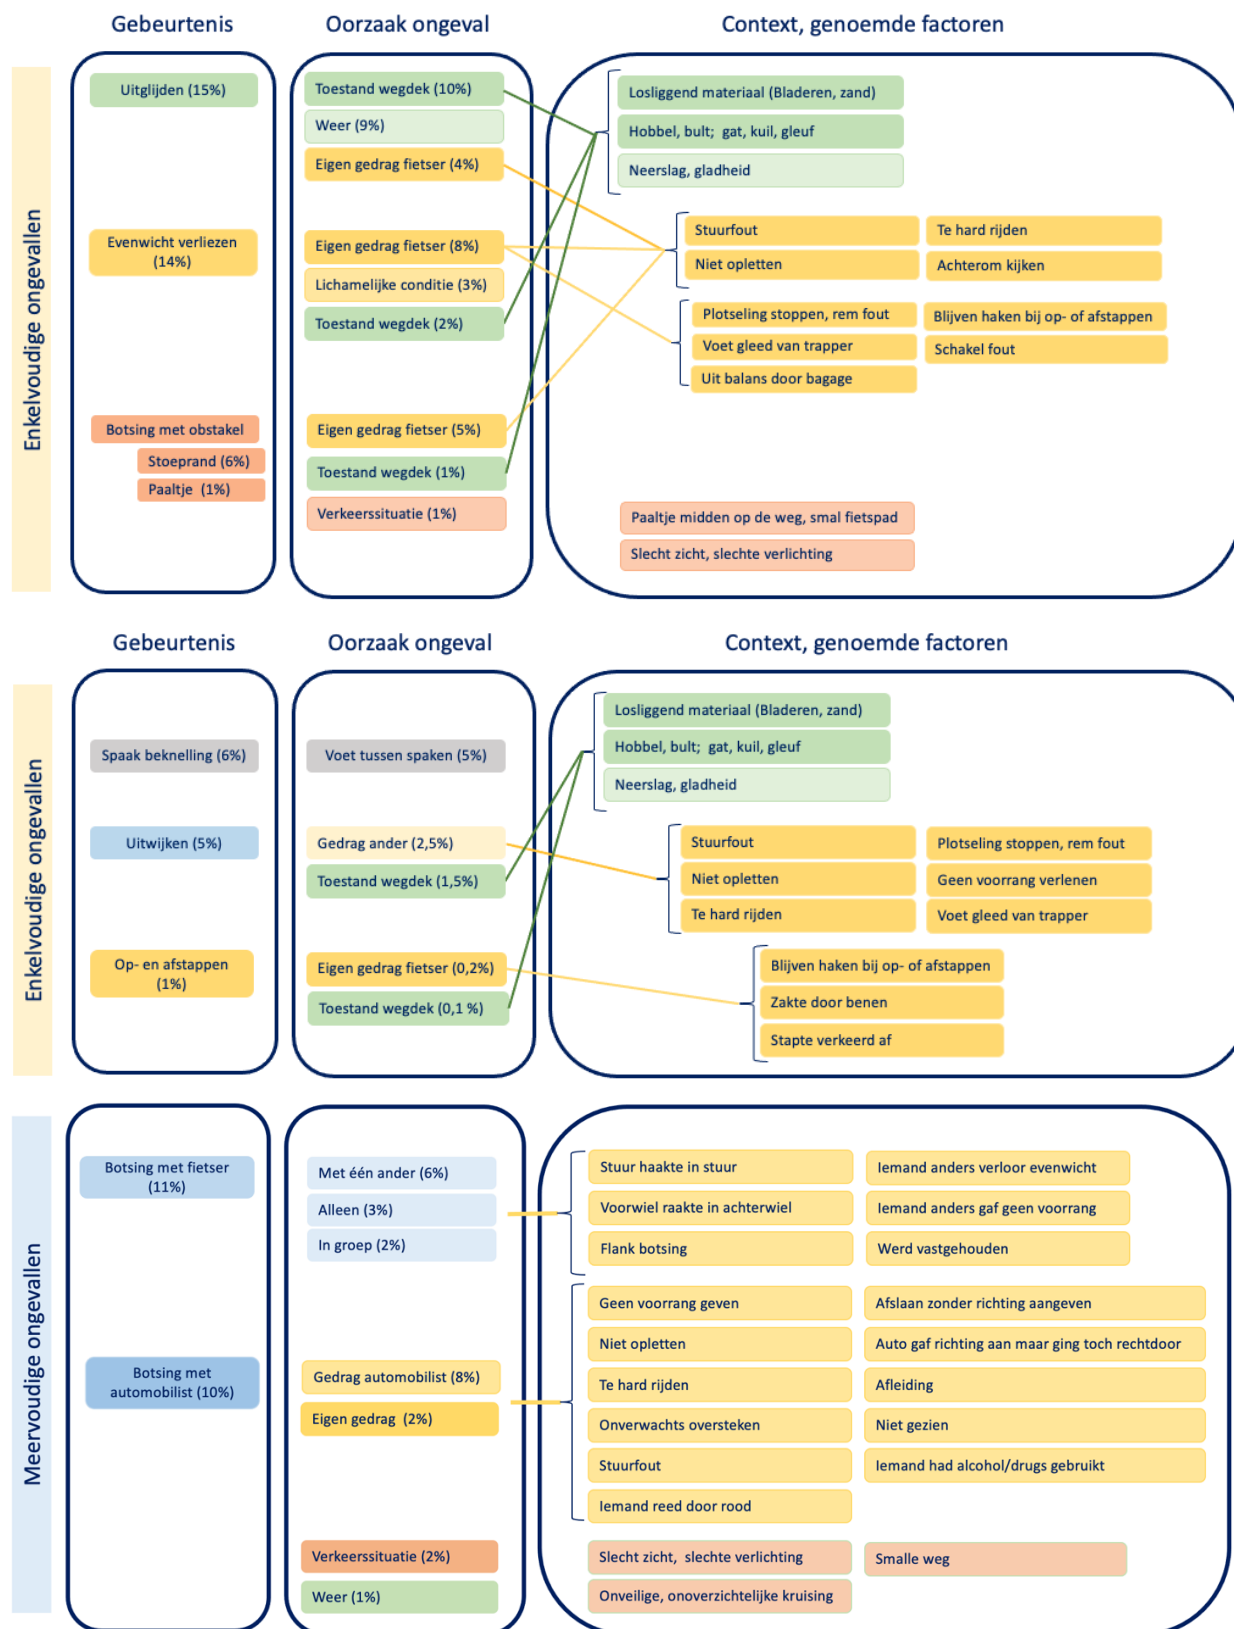 Gebeurtenis
Oorzaak ongeval
Context, genoemde factoren
Enkelvoudige ongevallen
Uitglijden (15%)
Toestand wegdek (10%)
Weer (9%)
Eigen gedrag fietser (4%)
Losliggend materiaal (Bladeren, zand)
Hobbel, bult; gat, kuil, gleuf
Neerslag, gladheid
Evenwicht verliezen
(14%)
Eigen gedrag fietser (8%)
Lichamelijke conditie (3%)
Toestand wegdek (2%)
Stuurfout
Te hard rijden
Niet opletten
Achterom kijken
Plotseling stoppen, rem fout
Blijven haken bij op- of afstappen
Voet gleed van trapper
Schakel fout
Uit balans door bagage
Botsing met obstakel
Stoeprand (6%)
Paaltje (1%)
Eigen gedrag fietser (5%)
Toestand wegdek (1%)
Verkeerssituatie (1%)
Paaltje midden op de weg, smal fietspad
Slecht zicht, slechte verlichting
Gebeurtenis
Oorzaak ongeval
Context, genoemde factoren
Enkelvoudige ongevallen
Spaak beknelling (6%)
Voet tussen spaken (5%)
Losliggend materiaal (Bladeren, zand)
Hobbel, bult; gat, kuil, gleuf
Neerslag, gladheid
Uitwijken (5%)
Gedrag ander (2,5%)
Toestand wegdek (1,5%)
Stuurfout
Plotseling stoppen, rem fout
Niet opletten
Geen voorrang verlenen
Te hard rijden
Voet gleed van trapper
Op- en afstappen
(1%)
Eigen gedrag fietser (0,2%)
Toestand wegdek (0,1 %)
Blijven haken bij op- of afstappen
Zakte door benen
Stapte verkeerd af
Meervoudige ongevallen
Botsing met fietser
(11%)
Met één ander (6%)
Alleen (3%)
In groep (2%)
Stuur haakte in stuur
Iemand anders verloor evenwicht
Voorwiel raakte in achterwiel
Iemand anders gaf geen voorrang
Flank botsing
Werd vastgehouden
Botsing met
automobilist (10%)
Gedrag automobilist (8%)
Eigen gedrag (2%)
Geen voorrang geven
Afslaan zonder richting aangeven
Niet opletten
Auto gaf richting aan maar ging toch rechtdoor
Te hard rijden
Afleiding
Onverwachts oversteken
Niet gezien
Stuurfout
Iemand had alcohol/drugs gebruikt
Iemand reed door rood
Verkeerssituatie (2%)
Weer (1%)
Slecht zicht, slechte verlichting
Smalle weg
Onveilige, onoverzichtelijke kruising